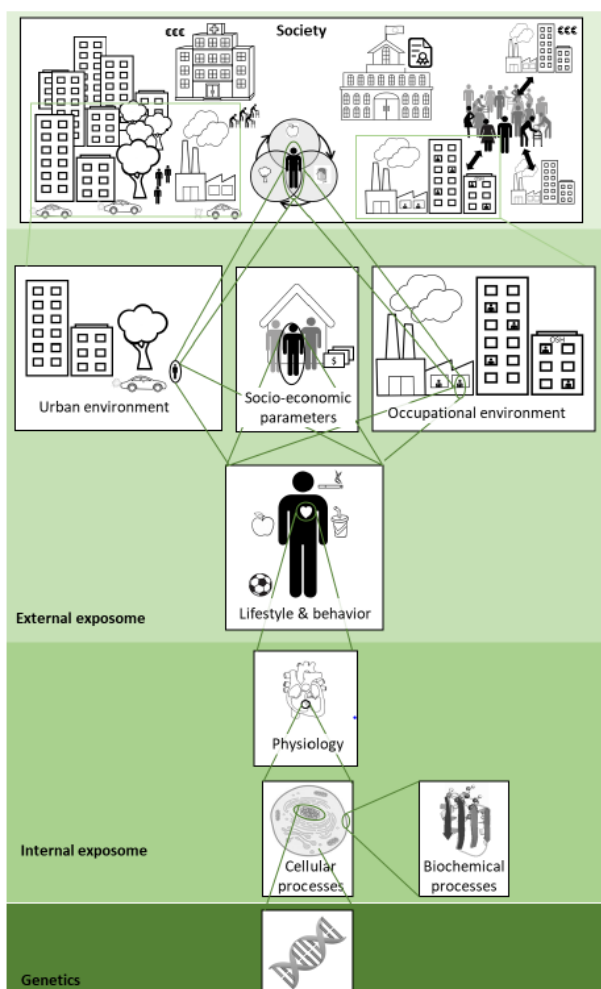 €€€
Society
€€€
OSH
$
Urban environment
Socio-economic
parameters
Occupational environment
Lifestyle & behavior
External exposome
Physiology
Internal exposome
Cellular
processes
Biochemical
processes
Genetics